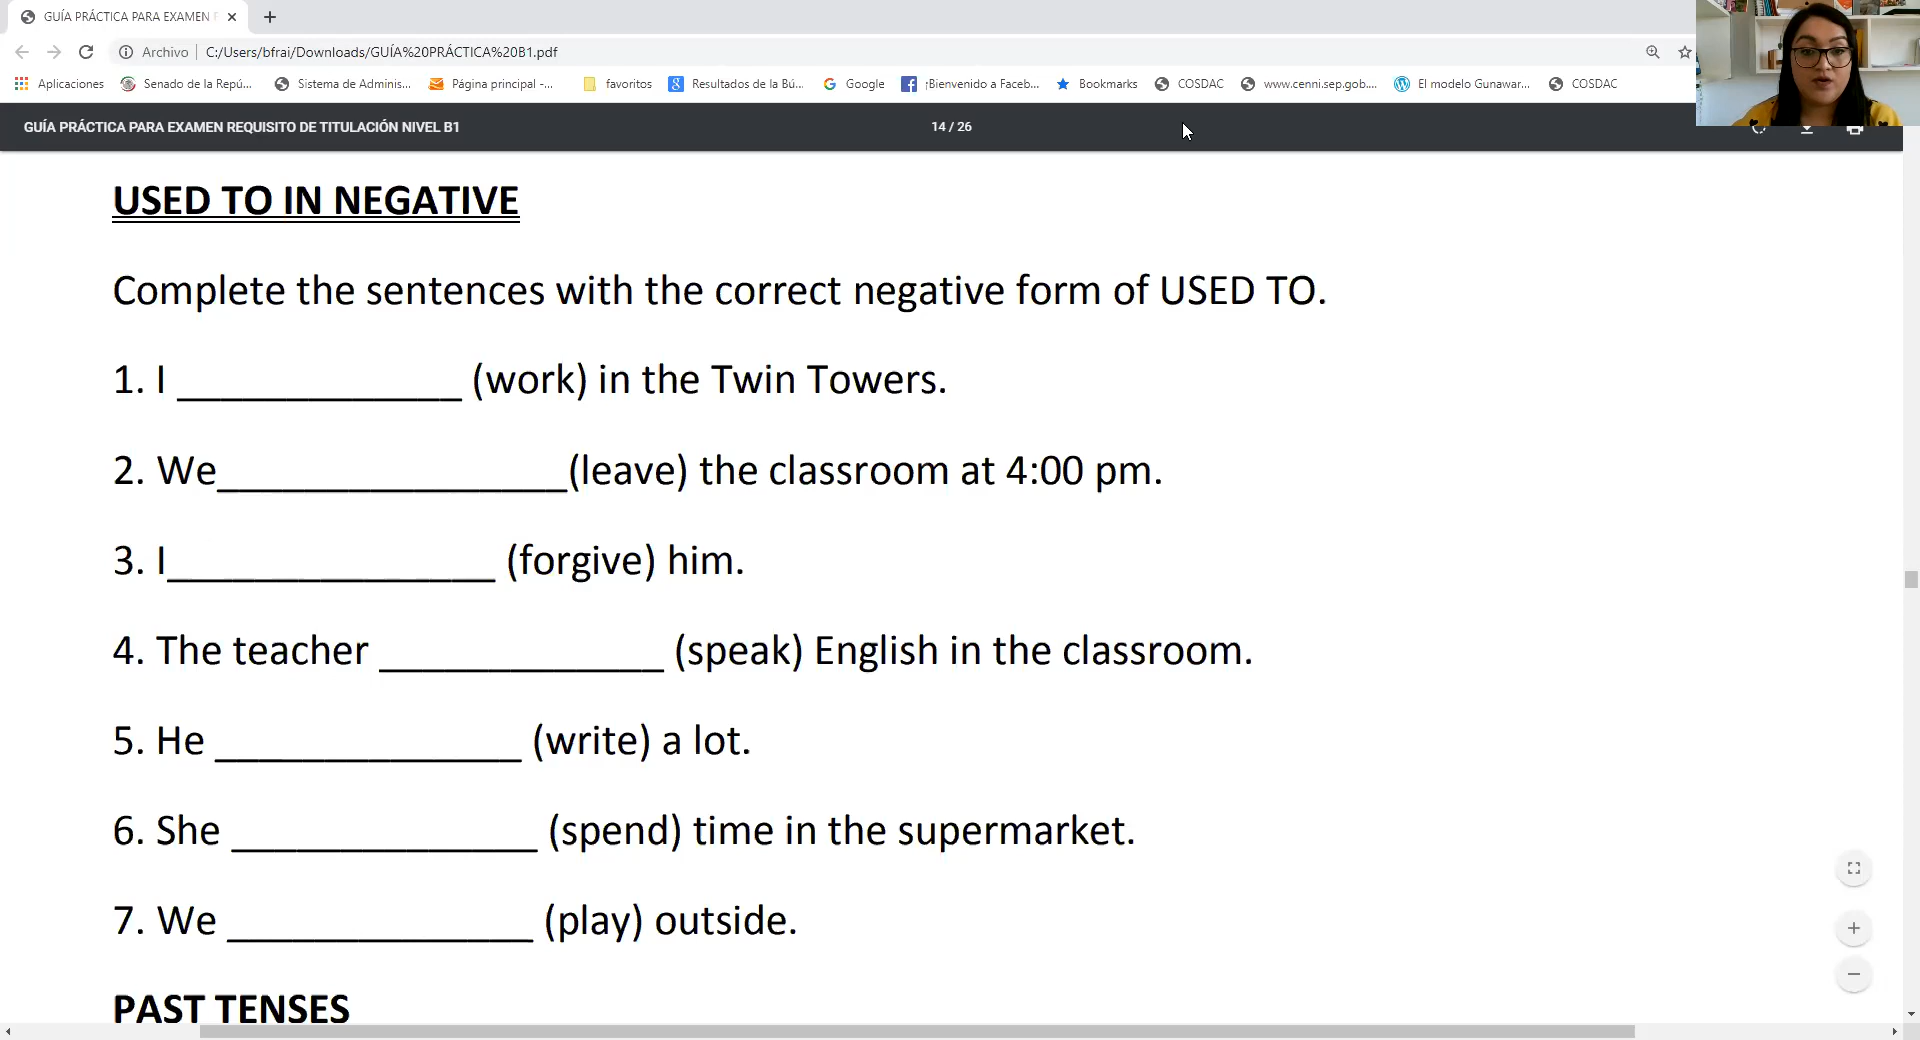 GUÍA PRÁCTICA PARA EXAMEN
Archivo C:/Users/bfrai/Downloads/GUÍA%20PRÁCTICA%20B1.pdf
Aplicaciones Senado de la Repú... Sistema de Adminis... Página principal -... favoritos Resultados de la Bú... Google ¡Bienvenido a Faceb... Bookmarks COSDAC www.cenni.sep.gob.... El modelo Gunawar... COSDAC
GUÍA PRÁCTICA PARA EXAMEN REQUISITO DE TITULACIÓN NIVEL B1 14 / 26
USED TO IN NEGATIVE
Complete the sentences with the correct negative form of USED TO.
1. I _____________ (work) in the Twin Towers.
2. We________________(leave) the classroom at 4:00 pm.
3. I_______________ (forgive) him.
4. The teacher _____________ (speak) English in the classroom.
5. He ______________ (write) a lot.
6. She ______________ (spend) time in the supermarket.
7. We ______________ (play) outside.
PAST TENSES